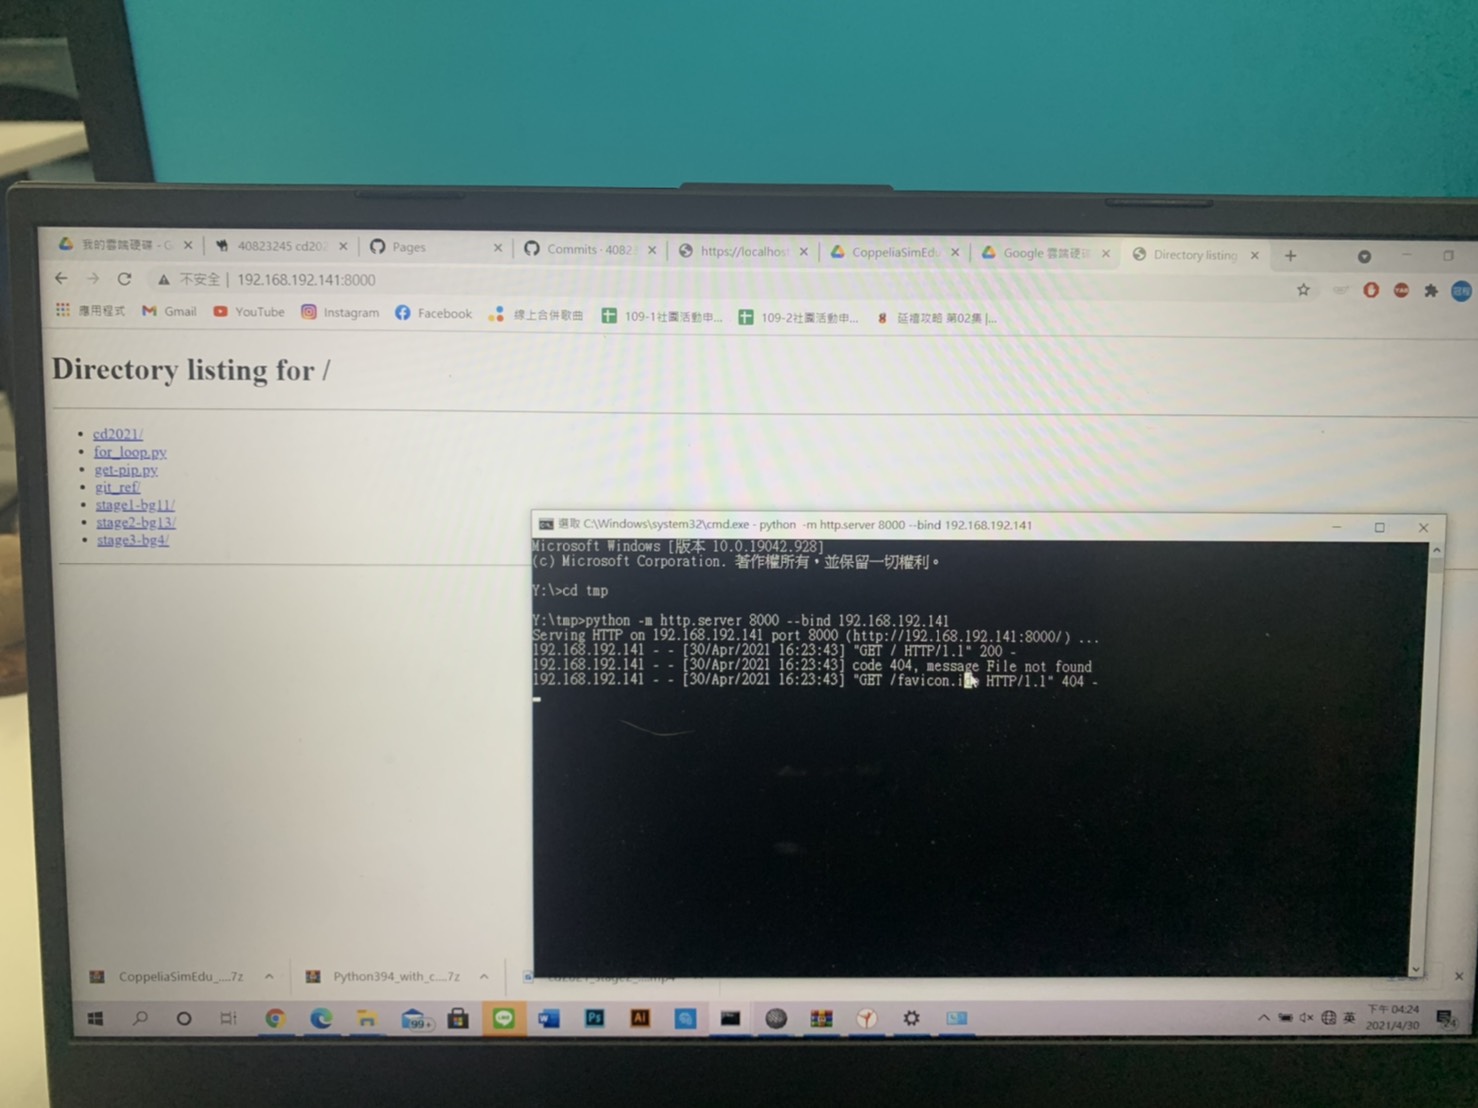 我的雲端硬碟 - G
40823245 cd202
Pages
Commits · 4082
https://localhost
CoppeliaSimEdu
Google 雲端硬碟
Directory listing
不安全 | 192.168.192.141:8000
應用程式
Gmail
YouTube
Instagram
Facebook
線上合併歌曲
109-1社團活動申...
109-2社團活動申...
延禧攻略 第02集 |...
Directory listing for /
cd2021/
for_loop.py
get-pip.py
git_ref/
stage1-bg11/
stage2-bg13/
stage3-bg4/
選取 C:\Windows\system32\cmd.exe - python  -m http.server 8000 --bind 192.168.192.141
Microsoft Windows [版本 10.0.19042.928]
(c) Microsoft Corporation. 著作權所有，並保留一切權利。
Y:\>cd tmp
Y:\tmp>python -m http.server 8000 --bind 192.168.192.141
Serving HTTP on 192.168.192.141 port 8000 (http://192.168.192.141:8000/) ...
192.168.192.141 - - [30/Apr/2021 16:23:43] "GET / HTTP/1.1" 200 -
192.168.192.141 - - [30/Apr/2021 16:23:43] code 404, message File not found
192.168.192.141 - - [30/Apr/2021 16:23:43] "GET /favicon.i HTTP/1.1" 404 -
CoppeliaSimEdu_....7z
Python394_with_c....7z
99+
Ps
Ai
英
下午 04:24
2021/4/30